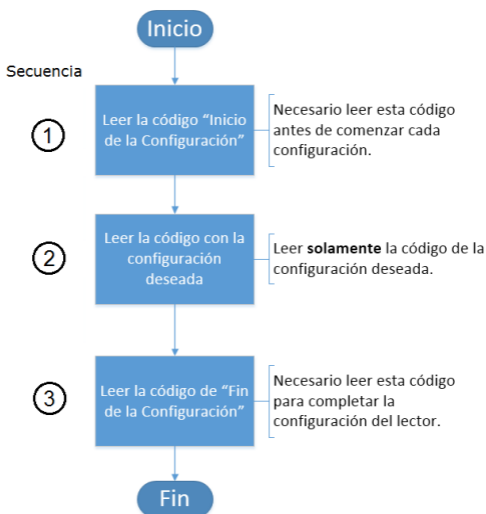 Inicio
Secuencia
1
Leer la código “Inicio
de la Configuración”
Necesario leer esta código
antes de comenzar cada
configuración.
2
Leer la código con la
configuración
deseada
Leer solamente la código de la
configuración deseada.
3
Leer la código de “Fin
de la Configuración”
Necesario leer esta código
para completar la
configuración del lector.
Fin